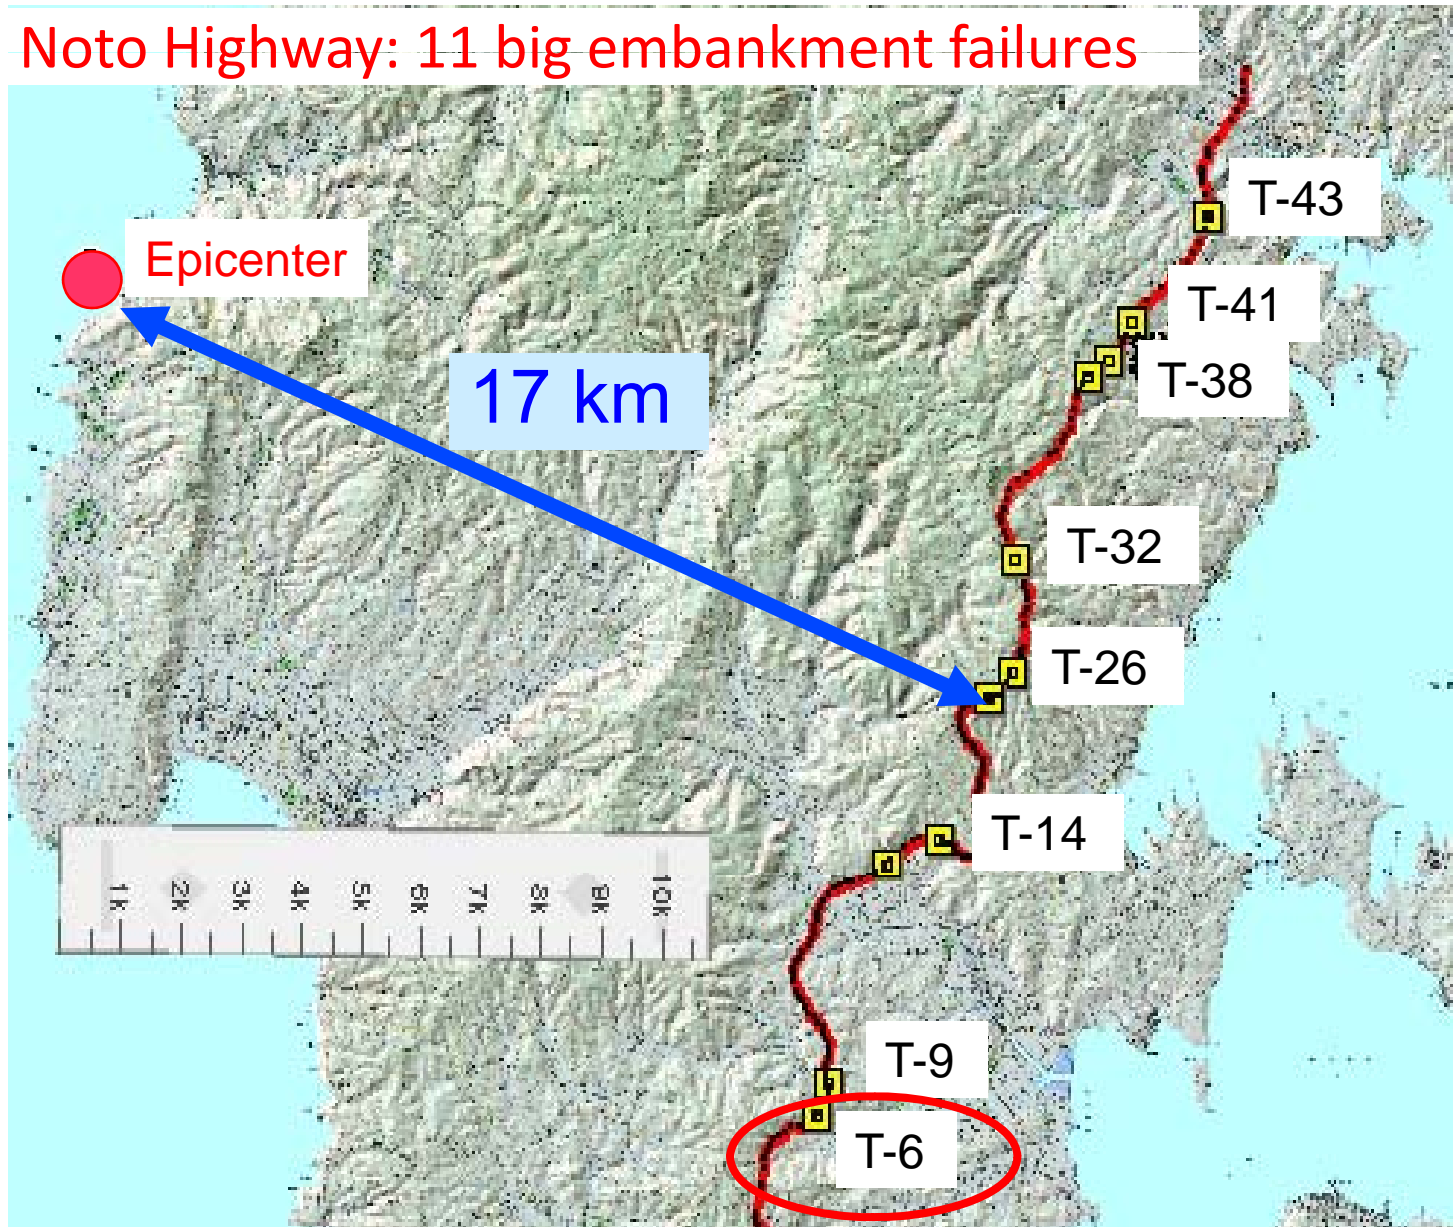 Noto Highway: 11 big embankment failures
T-43
Epicenter
T-41
17 km
T-38
T-32
T-26
T-14
1k 2k 3k 4k 5k 6k 7k 8k 9k 10k
T-9
T-6